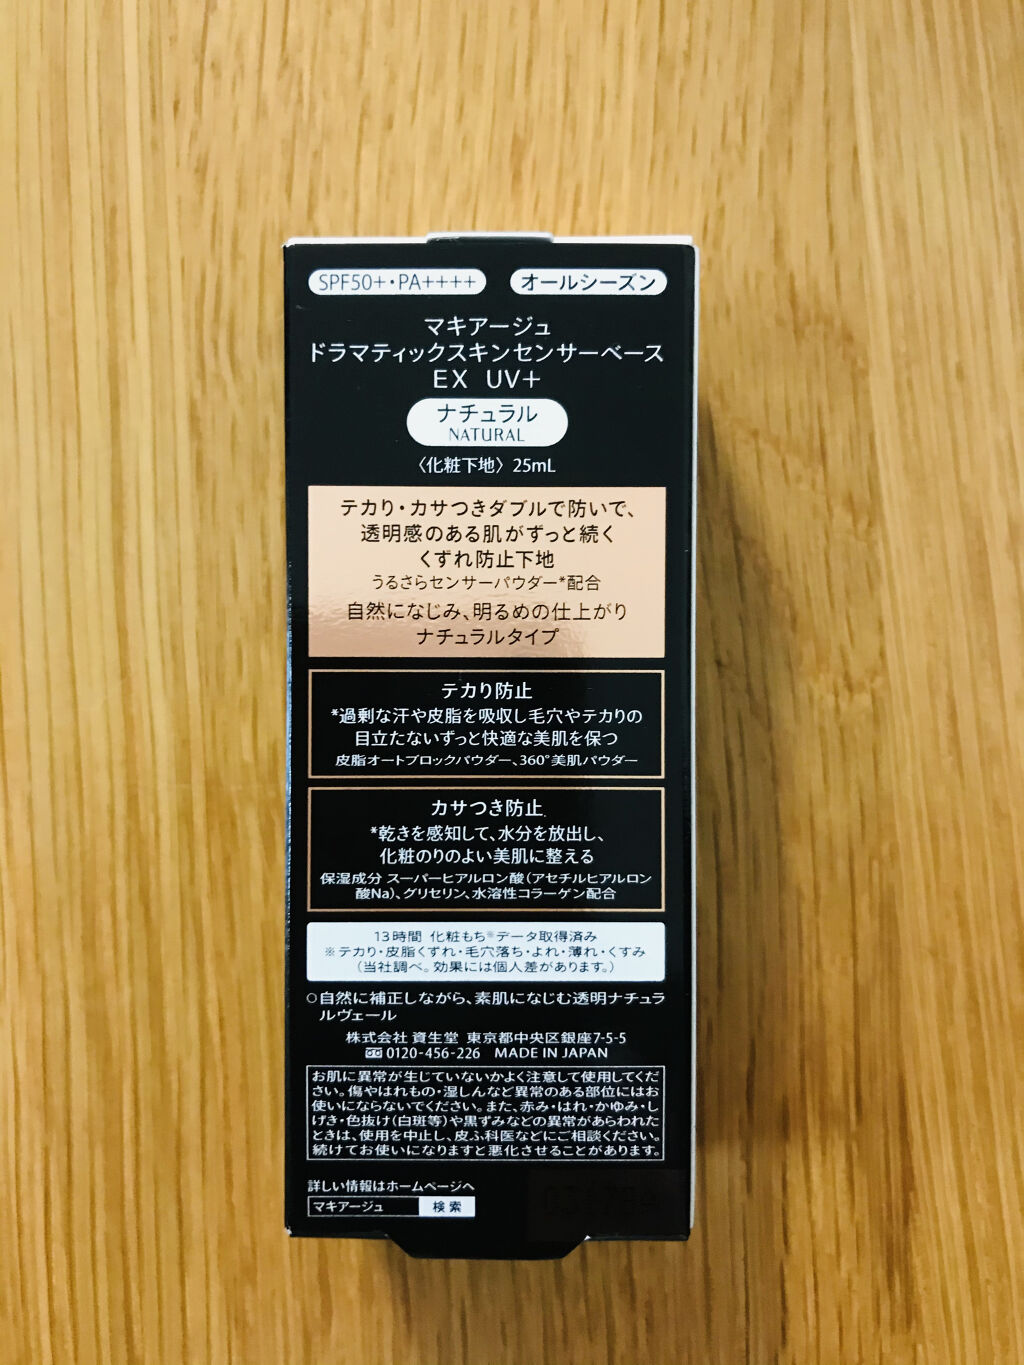 SPF50+・PA++++ オールシーズン
マキアージュ
ドラマティックスキンセンサーベース
EX UV+
ナチュラル
NATURAL
〈化粧下地〉25mL
テカり・カサつきダブルで防いで、
透明感のある肌がずっと続く
くずれ防止下地
うるさらセンサーパウダー*配合
自然になじみ、明るめの仕上がり
ナチュラルタイプ
テカり防止
*過剰な汗や皮脂を吸収し毛穴やテカりの
目立たないずっと快適な美肌を保つ
皮脂オートブロックパウダー、360°美肌パウダー
カサつき防止
*乾きを感知して、水分を放出し、
化粧のりのよい美肌に整える
保湿成分 スーパーヒアルロン酸(アセチルヒアルロン
酸Na)、グリセリン、水溶性コラーゲン配合
13時間 化粧もち※データ取得済み
※テカり・皮脂くずれ・毛穴落ち・よれ・薄れ・くすみ
(当社調べ。効果には個人差があります。)
○自然に補正しながら、素肌になじむ透明ナチュラ
ルヴェール
株式会社 資生堂 東京都中央区銀座7-5-5
0120-456-226 MADE IN JAPAN
お肌に異常が生じていないかよく注意して使用してくだ
さい。傷やはれもの・湿しんなど異常のある部位にはお
使いにならないでください。また、赤み・はれ・かゆみ・し
げき・色抜け(白斑等)や黒ずみなどの異常があらわれた
ときは、使用を中止し、皮ふ科医などにご相談ください。
続けてお使いになりますと悪化させることがあります。
詳しい情報はホームページへ
マキアージュ 検索